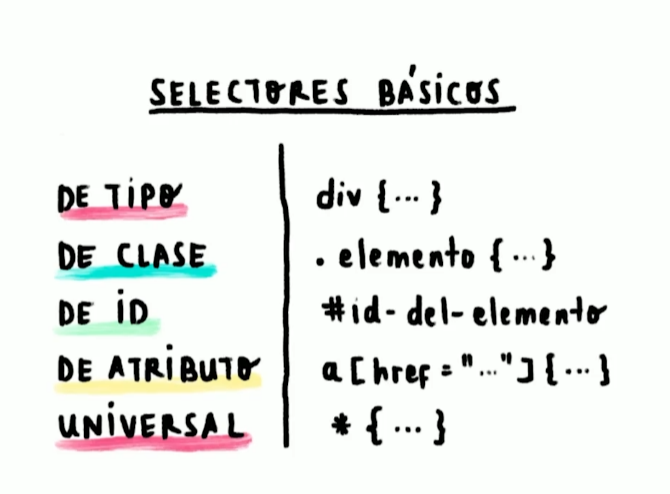 SELECTORES BÁSICOS
DE TIPO div {...}
DE CLASE .elemento {...}
DE ID #id-del-elemento
DE ATRIBUTO a[href="..."]{...}
UNIVERSAL * {...}